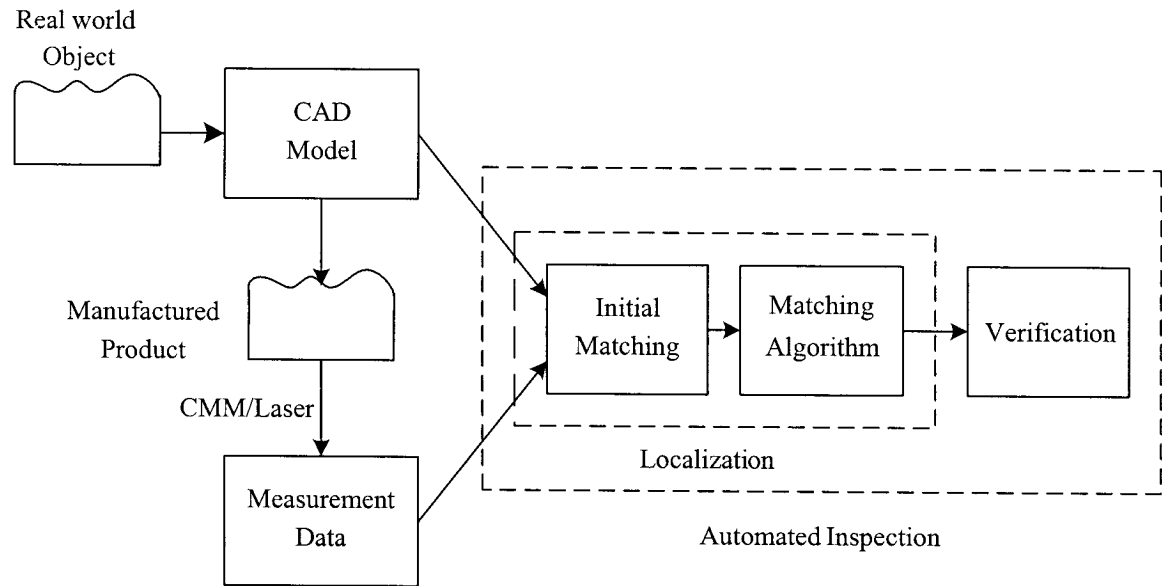 Real world
Object
CAD
Model
Manufactured
Product
CMM/Laser
Measurement
Data
Initial
Matching
Matching
Algorithm
Verification
Localization
Automated Inspection